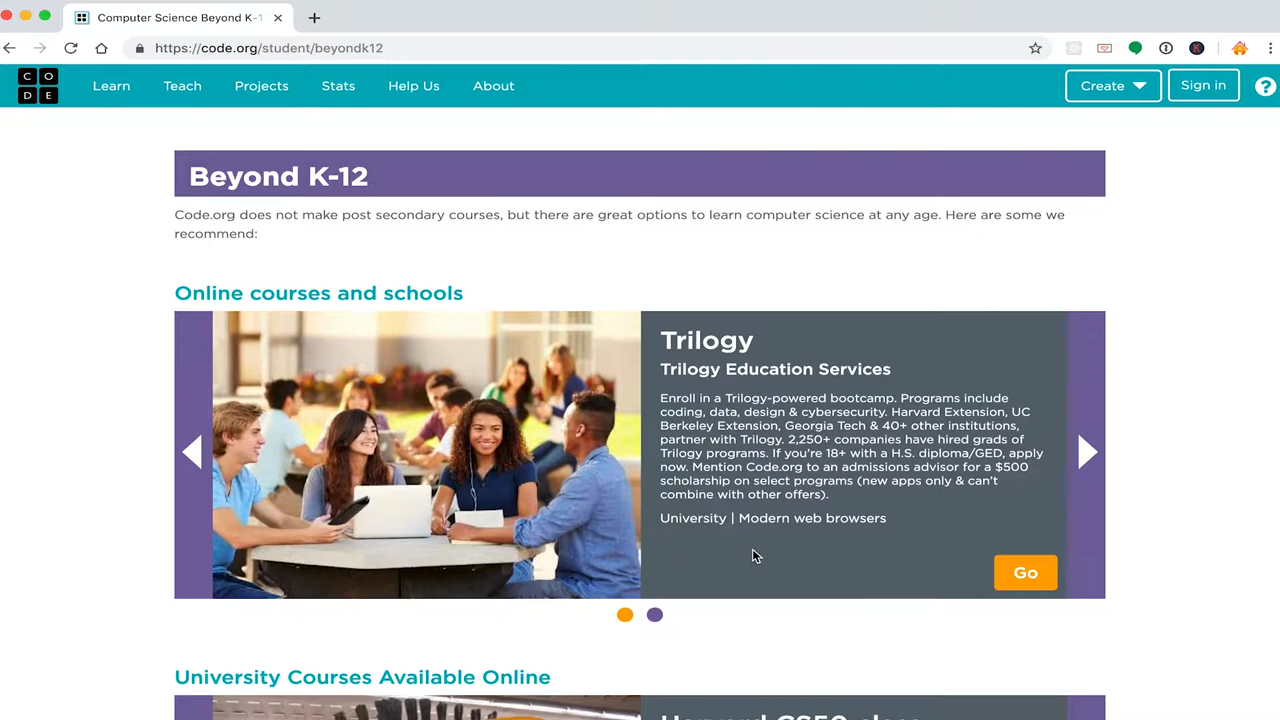 Computer Science Beyond K-1
https://code.org/student/beyondk12
C O
D E
Learn
Teach
Projects
Stats
Help Us
About
Create
Sign in
?
Beyond K-12
Code.org does not make post secondary courses, but there are great options to learn computer science at any age. Here are some we
recommend:
Online courses and schools
Trilogy
Trilogy Education Services
Enroll in a Trilogy-powered bootcamp. Programs include
coding, data, design & cybersecurity. Harvard Extension, UC
Berkeley Extension, Georgia Tech & 40+ other institutions,
partner with Trilogy. 2,250+ companies have hired grads of
Trilogy programs. If you're 18+ with a H.S. diploma/GED, apply
now. Mention Code.org to an admissions advisor for a $500
scholarship on select programs (new apps only & can't
combine with other offers).
University | Modern web browsers
Go
University Courses Available Online
Harvard CS50 class